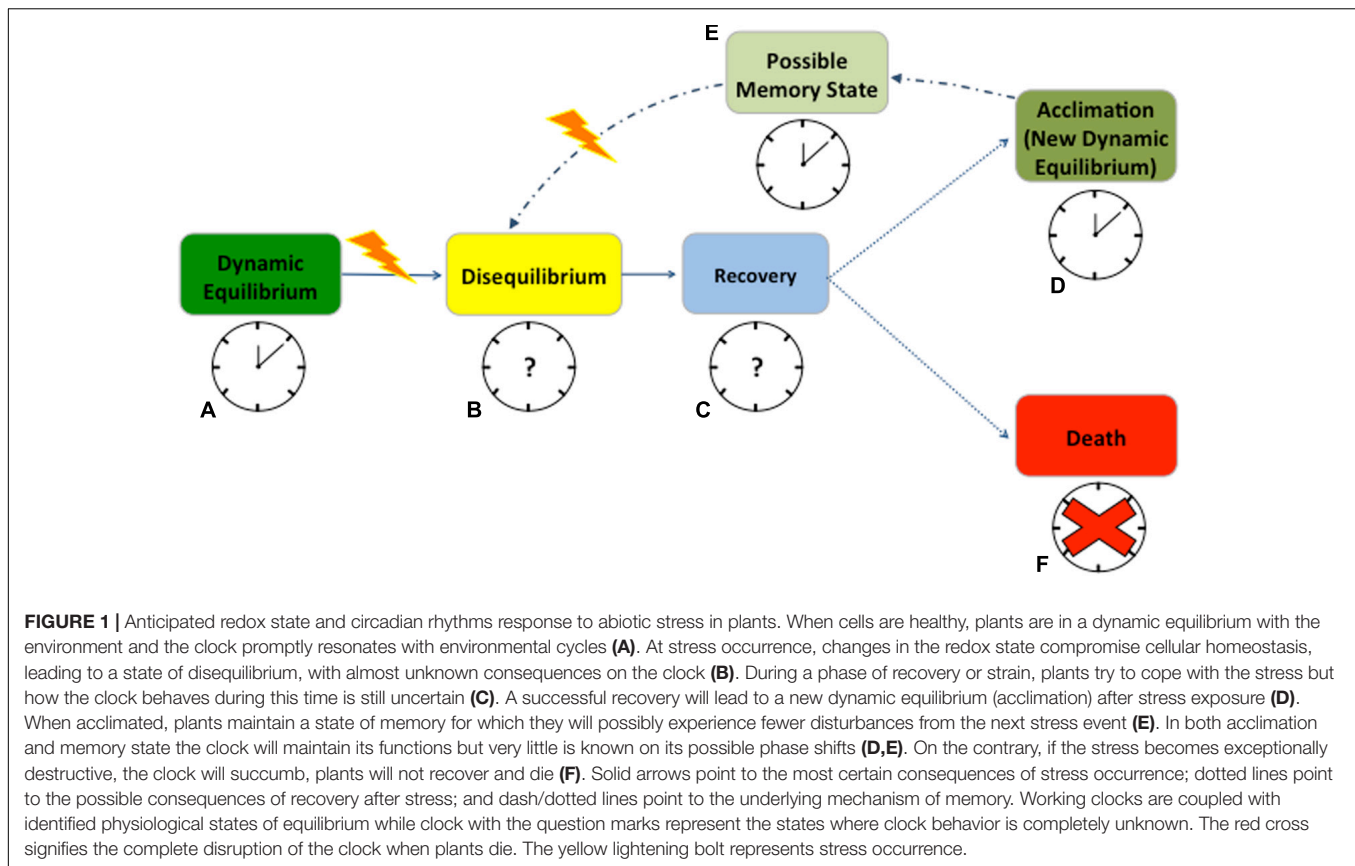 E
Possible
Memory State
Acclimation
(New Dynamic
Equilibrium)
D
Dynamic
Equilibrium
A
Disequilibrium
?
B
Recovery
?
C
Death
F
FIGURE 1 | Anticipated redox state and circadian rhythms response to abiotic stress in plants. When cells are healthy, plants are in a dynamic equilibrium with the
environment and the clock promptly resonates with environmental cycles (A). At stress occurrence, changes in the redox state compromise cellular homeostasis,
leading to a state of disequilibrium, with almost unknown consequences on the clock (B). During a phase of recovery or strain, plants try to cope with the stress but
how the clock behaves during this time is still uncertain (C). A successful recovery will lead to a new dynamic equilibrium (acclimation) after stress exposure (D).
When acclimated, plants maintain a state of memory for which they will possibly experience fewer disturbances from the next stress event (E). In both acclimation
and memory state the clock will maintain its functions but very little is known on its possible phase shifts (D,E). On the contrary, if the stress becomes exceptionally
destructive, the clock will succumb, plants will not recover and die (F). Solid arrows point to the most certain consequences of stress occurrence; dotted lines point
to the possible consequences of recovery after stress; and dash/dotted lines point to the underlying mechanism of memory. Working clocks are coupled with
identified physiological states of equilibrium while clock with the question marks represent the states where clock behavior is completely unknown. The red cross
signifies the complete disruption of the clock when plants die. The yellow lightening bolt represents stress occurrence.